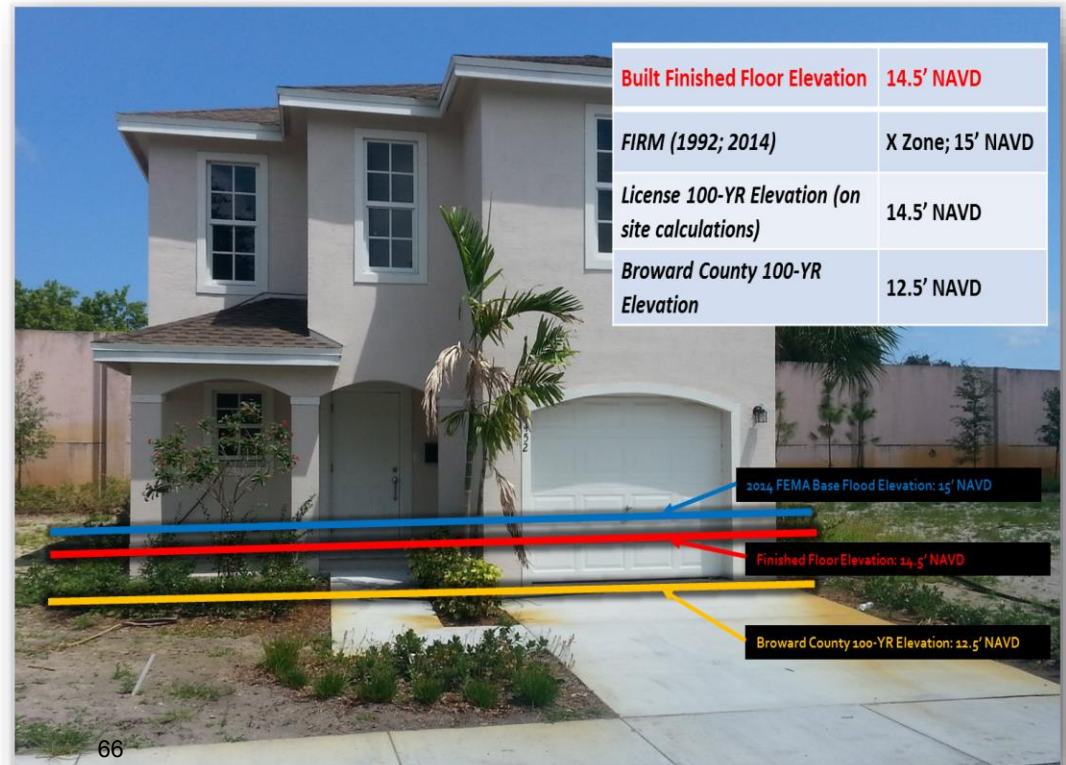 Built Finished Floor Elevation 14.5’ NAVD
FIRM (1992; 2014) X Zone; 15’ NAVD
License 100-YR Elevation (on
site calculations) 14.5’ NAVD
Broward County 100-YR
Elevation 12.5’ NAVD
2014 FEMA Base Flood Elevation: 15’ NAVD
Finished Floor Elevation: 14.5’ NAVD
Broward County 100-YR Elevation: 12.5’ NAVD
66